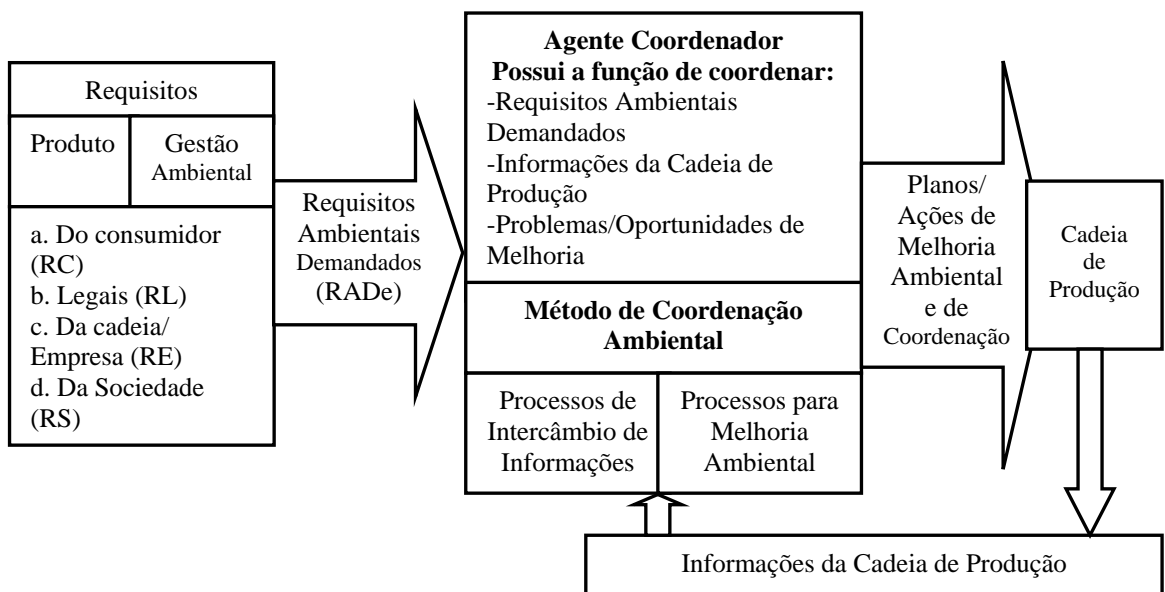 Requisitos
Produto
Gestão
Ambiental
a. Do consumidor
(RC)
b. Legais (RL)
c. Da cadeia/
Empresa (RE)
d. Da Sociedade
(RS)
Requisitos
Ambientais
Demandados
(RADe)
Agente Coordenador
Possui a função de coordenar:
-Requisitos Ambientais
Demandados
-Informações da Cadeia de
Produção
-Problemas/Oportunidades de
Melhoria
Método de Coordenação
Ambiental
Processos de
Intercâmbio de
Informações
Processos para
Melhoria
Ambiental
Planos/
Ações de
Melhoria
Ambiental
e de
Coordenação
Cadeia
de
Produção
Informações da Cadeia de Produção